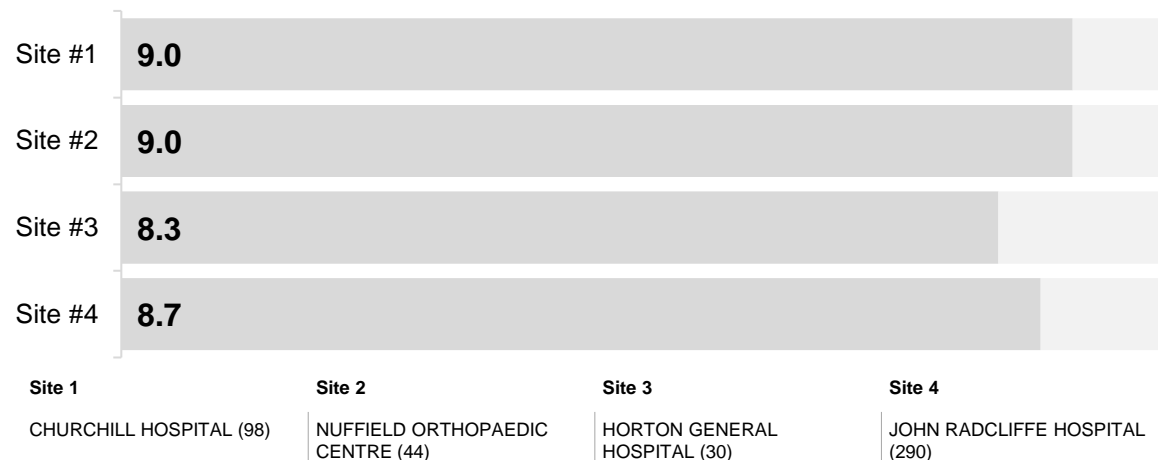 Site #1 9.0
Site #2 9.0
Site #3 8.3
Site #4 8.7
Site 1
CHURCHILL HOSPITAL (98)
Site 2
NUFFIELD ORTHOPAEDIC
CENTRE (44)
Site 3
HORTON GENERAL
HOSPITAL (30)
Site 4
JOHN RADCLIFFE HOSPITAL
(290)